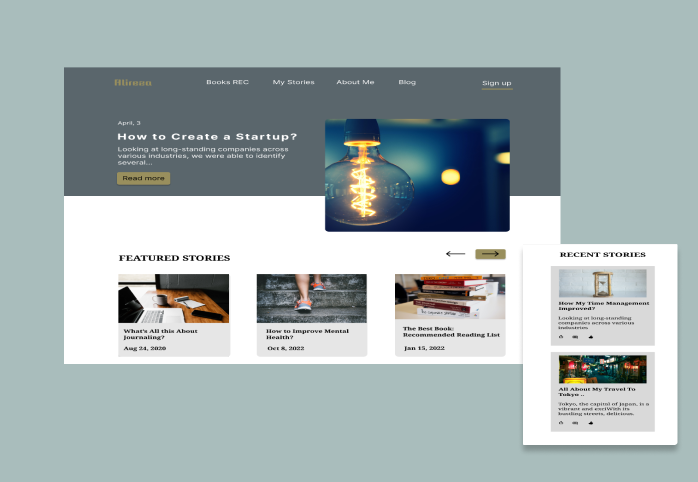 Books REC My Stories About Me Blog Sign up
April, 3
How to Create a Startup?
Looking at long-standing companies across
various industries, we were able to identify
several...
Read more
FEATURED STORIES
What's All this About
Journaling?
Aug 24, 2020
How to Improve Mental
Health?
Oct 8, 2022
The Best Book:
Recommended Reading List
Jan 15, 2022
RECENT STORIES
How My Time Management
Improved?
Looking at long-standing
companies across various
industries
All About My Travel To
Tokyo ..
Tokyo, the capital of Japan, is a
vibrant and exciWith its
bustling streets, delicious.